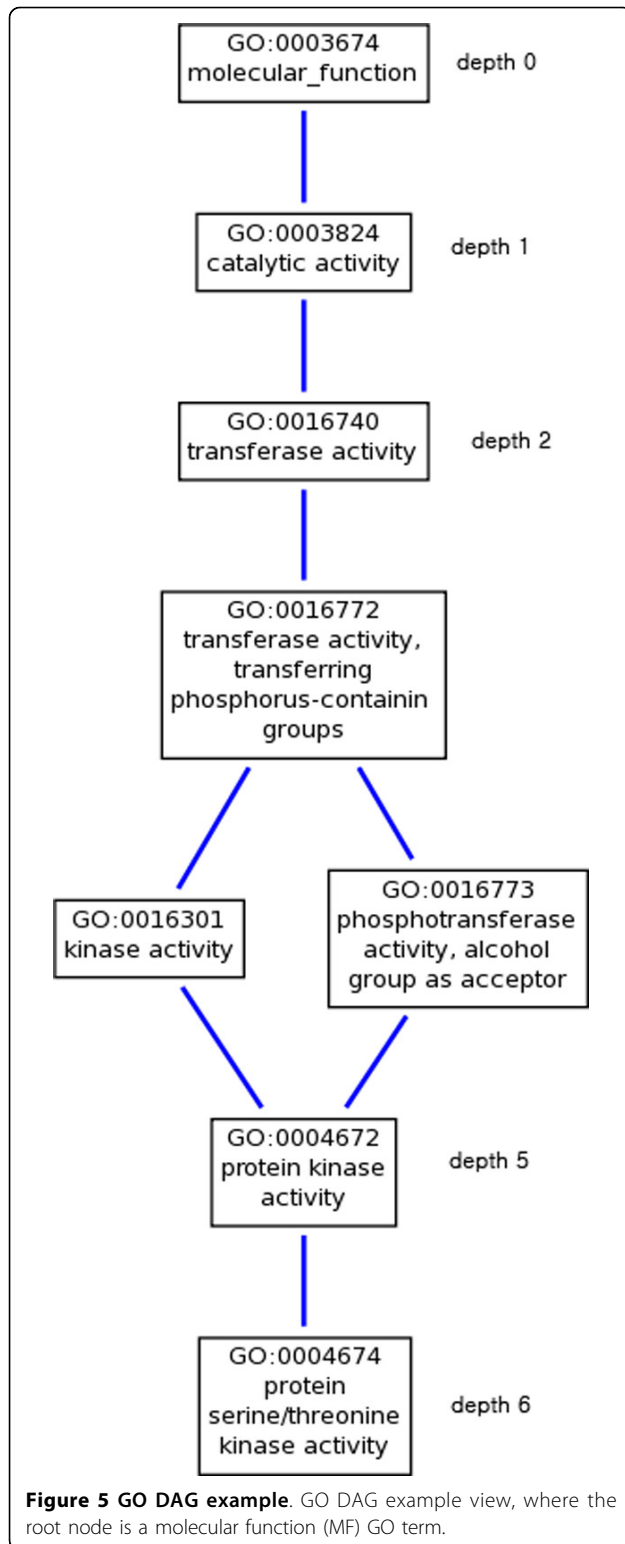 GO:0003674
molecular_function
depth 0
GO:0003824
catalytic activity
depth 1
GO:0016740
transferase activity
depth 2
GO:0016772
transferase activity,
transferring
phosphorus-containin
groups
GO:0016301
kinase activity
GO:0016773
phosphotransferase
activity, alcohol
group as acceptor
GO:0004672
protein kinase
activity
depth 5
GO:0004674
protein
serine/threonine
kinase activity
depth 6
Figure 5 GO DAG example. GO DAG example view, where the
root node is a molecular function (MF) GO term.